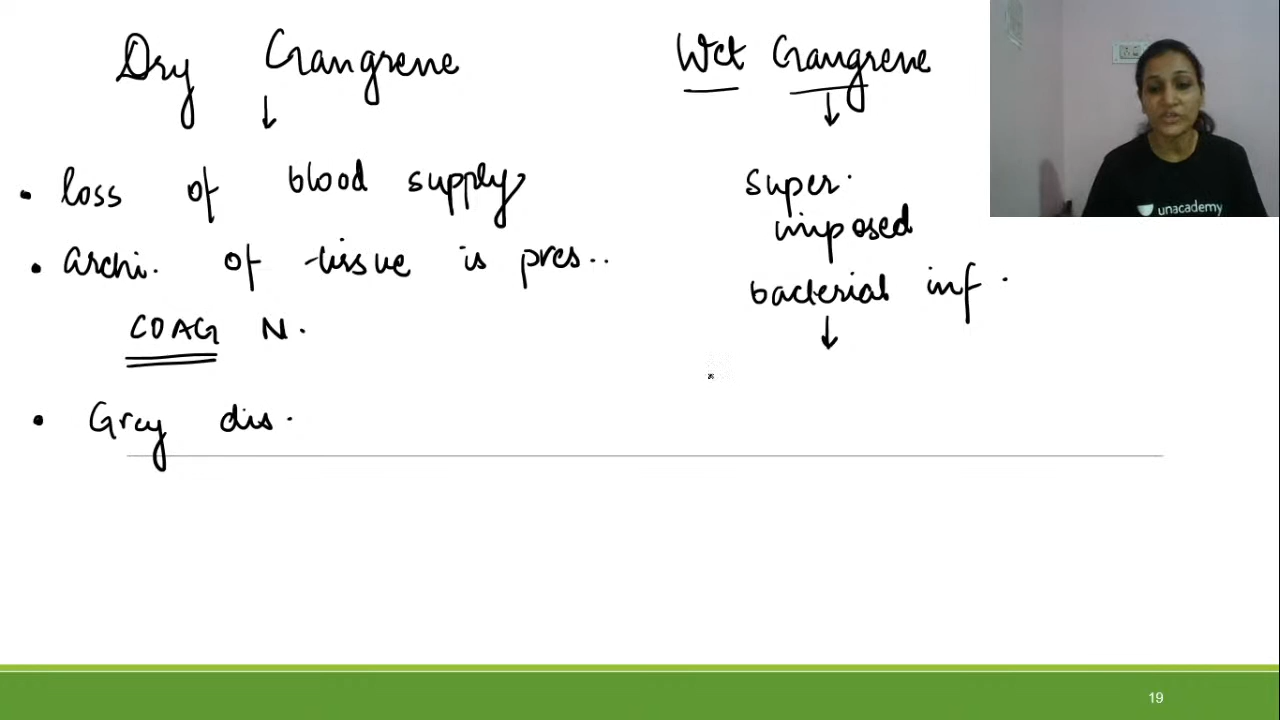 Dry Gangrene
• loss of blood supply
• archi. of tissue is pres..
COAG N.
• Grey dis.
Wet Gangrene
super
imposed
bacterial inf.
unacademy
19